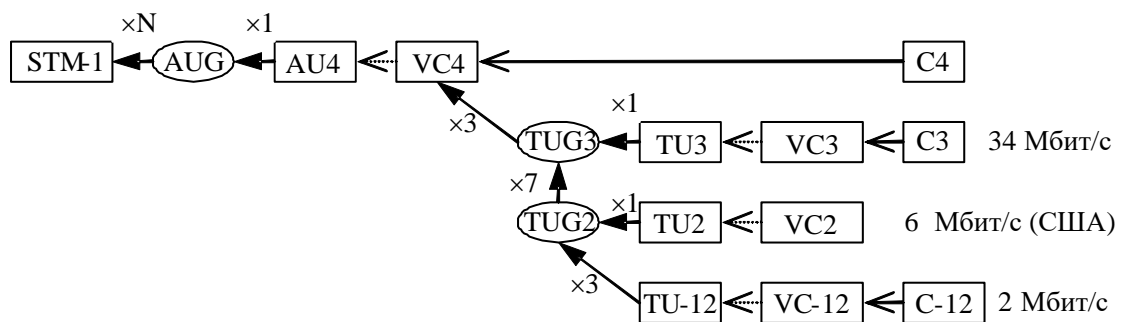 ×N ×1
STM-1 AUG AU4 VC4 C4
×3 ×1
TUG3 TU3 VC3 C3 34 Мбит/с
×7 ×1
TUG2 TU2 VC2 6 Мбит/с (США)
×3
TU-12 VC-12 C-12 2 Мбит/с